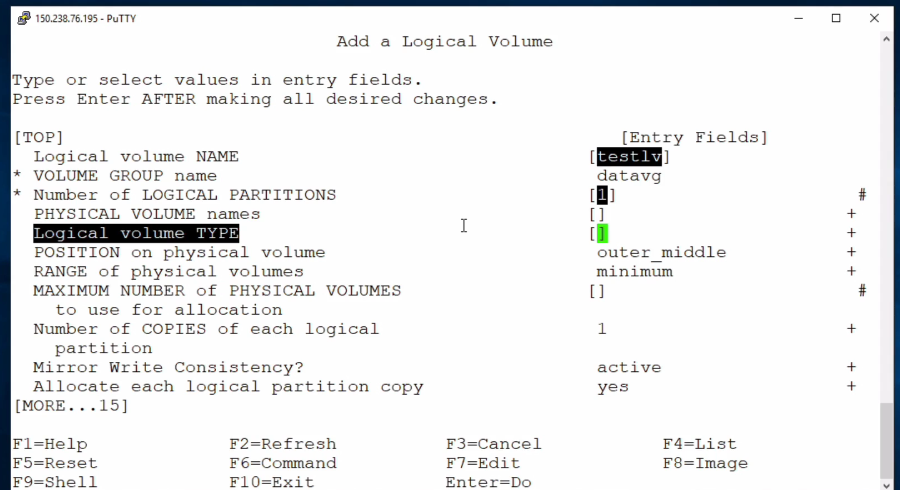 150.238.76.195 - PuTTY
Add a Logical Volume
Type or select values in entry fields.
Press Enter AFTER making all desired changes.
[TOP] [Entry Fields]
Logical volume NAME [testlv]
* VOLUME GROUP name datavg
* Number of LOGICAL PARTITIONS [1] #
PHYSICAL VOLUME names [] +
Logical volume TYPE [] +
POSITION on physical volume outer_middle +
RANGE of physical volumes minimum +
MAXIMUM NUMBER of PHYSICAL VOLUMES [] #
to use for allocation
Number of COPIES of each logical 1 +
partition
Mirror Write Consistency? active +
Allocate each logical partition copy yes +
[MORE...15]
F1=Help F2=Refresh F3=Cancel F4=List
F5=Reset F6=Command F7=Edit F8=Image
F9=Shell F10=Exit Enter=Do